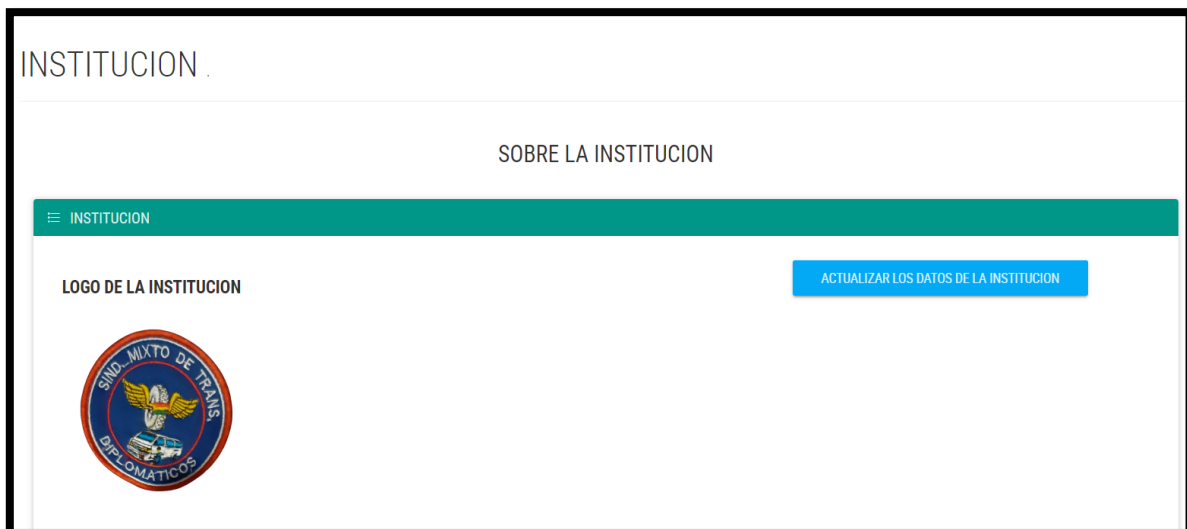 INSTITUCION .
SOBRE LA INSTITUCION
INSTITUCION
LOGO DE LA INSTITUCION
ACTUALIZAR LOS DATOS DE LA INSTITUCION
SIND. MIXTO DE TRANS,
DIPLOMATICOS